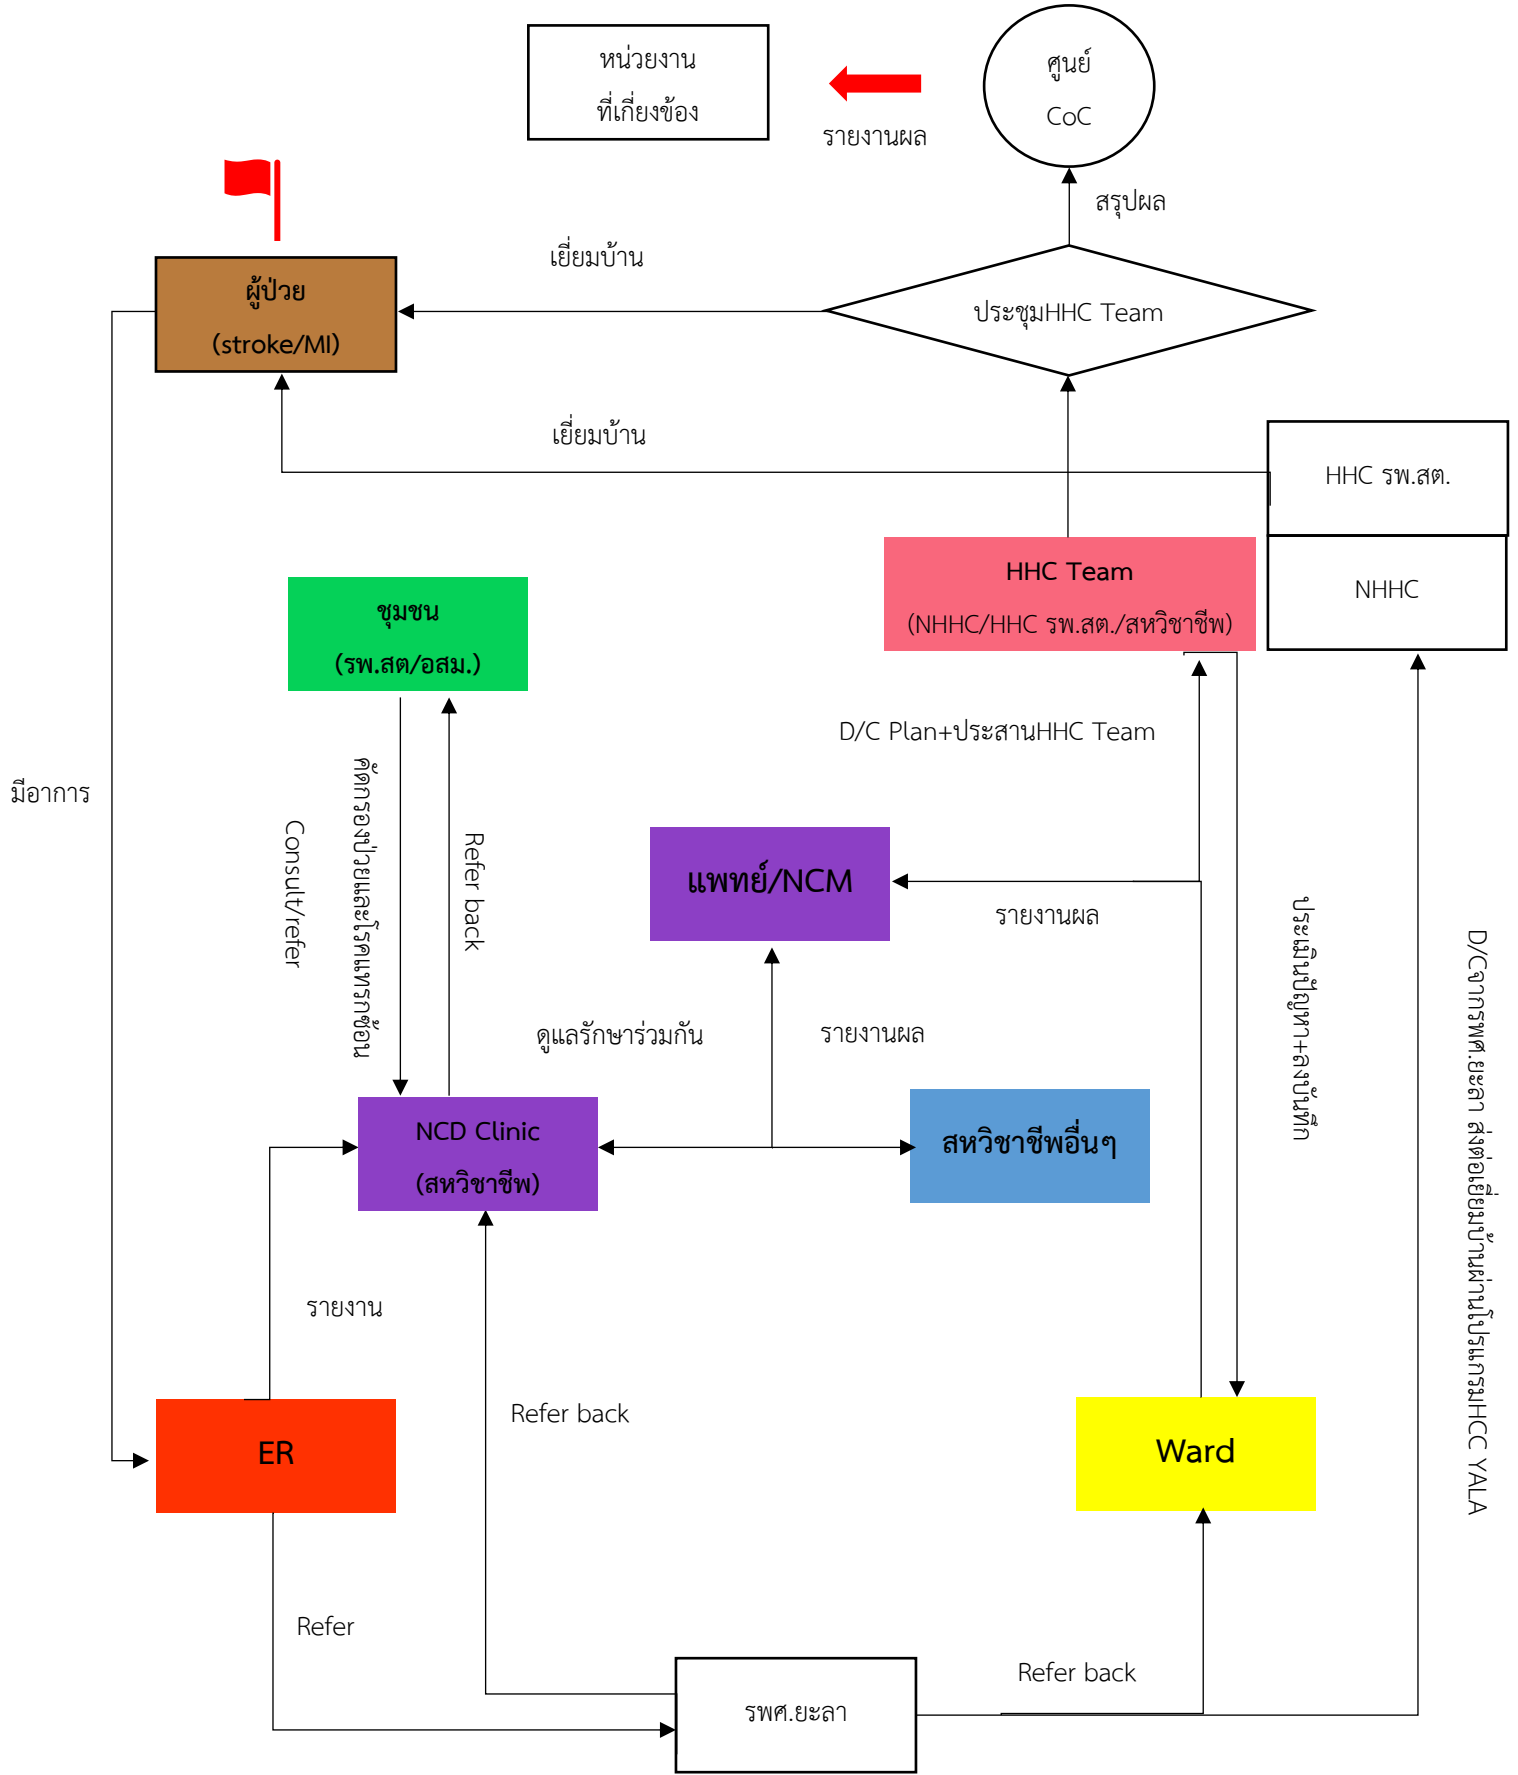 หน่วยงาน
ที่เกี่ยงข้อง
ศูนย์
CoC
รายงานผล
สรุปผล
เยี่ยมบ้าน
ผู้ป่วย
(stroke/MI)
ประชุมHHC Team
เยี่ยมบ้าน
HHC รพ.สต.
HHC Team
(NHHC/HHC รพ.สต./สหวิชาชีพ)
NHHC
ชุมชน
(รพ.สต/อสม.)
D/C Plan+ประสานHHC Team
มีอาการ
Consult/refer
คัดกรองป่วยและโรคแทรกซ้อน
Refer back
แพทย์/NCM
รายงานผล
ประเมินปัญหา+ลงบันทึก
D/Cจากรพศ.ยะลา ส่งต่อเยี่ยมบ้านผ่านโปรแกรมHCC YALA
ดูแลรักษาร่วมกัน
รายงานผล
NCD Clinic
(สหวิชาชีพ)
สหวิชาชีพอื่นๆ
รายงาน
Refer back
ER
Ward
Refer
Refer back
รพศ.ยะลา